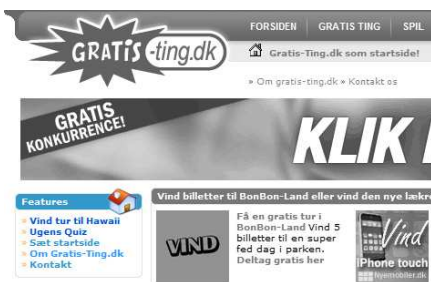 GRATIS-ting.dk
FORSIDEN GRATIS TING SPIL
Gratis-Ting.dk som startside!
» Om gratis-ting.dk » Kontakt os
GRATIS
KONKURRENCE!
KLIK
Features
» Vind tur til Hawaii
» Ugens Quiz
» Sæt startside
» Om Gratis-Ting.dk
» Kontakt
Vind billetter til BonBon-Land eller vind den nye lækre
VIND
Få en gratis tur i
BonBon-Land Vind 5
billetter til en super
fed dag i parken.
Deltag gratis her
Vind
iPhone touch
Nyemobiler.dk